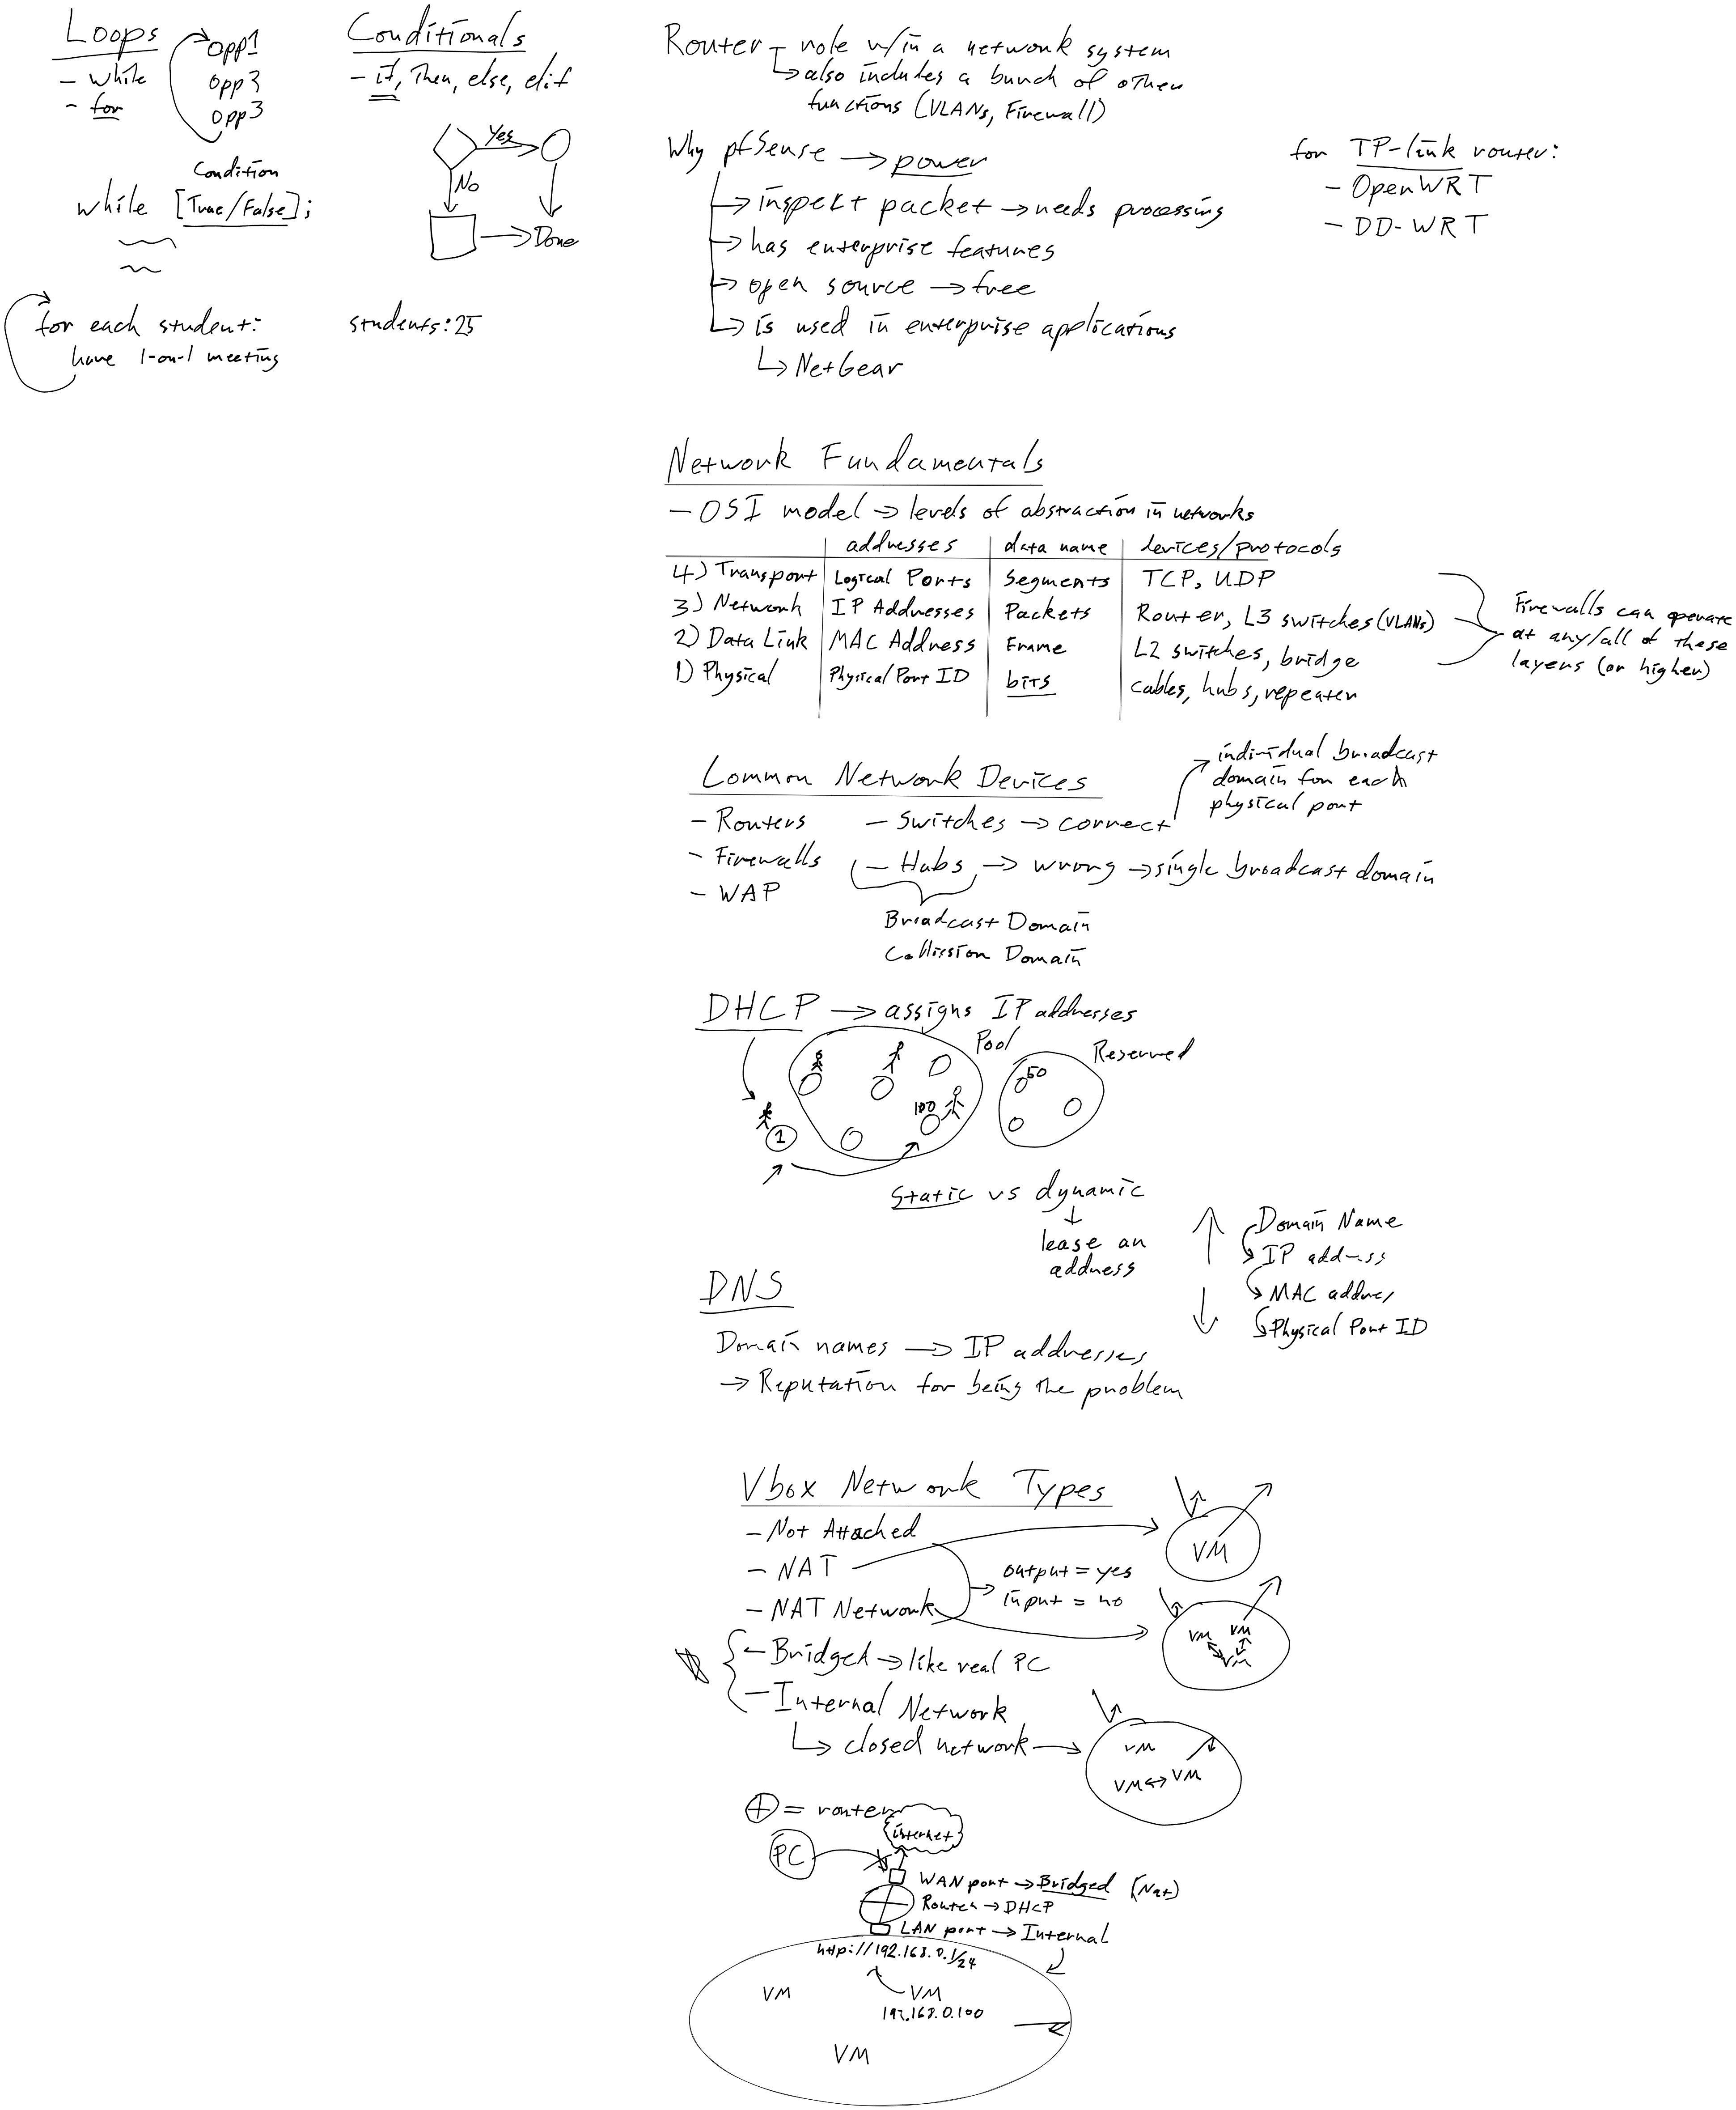 Loops
- while
- for
opp1
opp3
opp3
Condition
while [True/False];
for each student:
have 1-on-1 meeting
students: 25
Conditionals
- if, Then, else, elif
Yes
No
Done
Router - role w/in a network system
also includes a bunch of other
functions (VLANs, Firewall)
Why pfSense → power
→ inspect packet → needs processing
→ has enterprise features
→ open source → free
→ is used in enterprise applications
→ NetGear
for TP-link router:
- OpenWRT
- DD-WRT
Network Fundamentals
- OSI model → levels of abstraction in networks
addresses | data name | devices/protocols
4) Transport | Logical Ports | Segments | TCP, UDP
3) Network | IP Addresses | Packets | Router, L3 switches (VLANs)
2) Data Link | MAC Address | Frame | L2 switches, bridge
1) Physical | Physical Port ID | bits | cables, hubs, repeater
Firewalls can operate
at any/all of these
layers (or higher)
Common Network Devices
- Routers
- Firewalls
- WAP
- Switches → correct
individual broadcast
domain for each
physical port
- Hubs → wrong → single broadcast domain
Broadcast Domain
Collission Domain
DHCP → assigns IP addresses
Pool
Reserved
50
100
1
Static vs dynamic
lease an
address
Domain Name
IP address
MAC addres
Physical Port ID
DNS
Domain names → IP addresses
→ Reputation for being the problem
Vbox Network Types
- Not Attached
- NAT
- NAT Network
output = yes
input = no
- Bridged → like real PC
- Internal Network
→ closed network →
VM
VM VM
VM
VM
VM ↔ VM
= router
internet
PC
WAN port → Bridged (Nat)
Router → DHCP
LAN port → Internal
http://192.168.0.1/24
VM
VM
192.168.0.100
VM